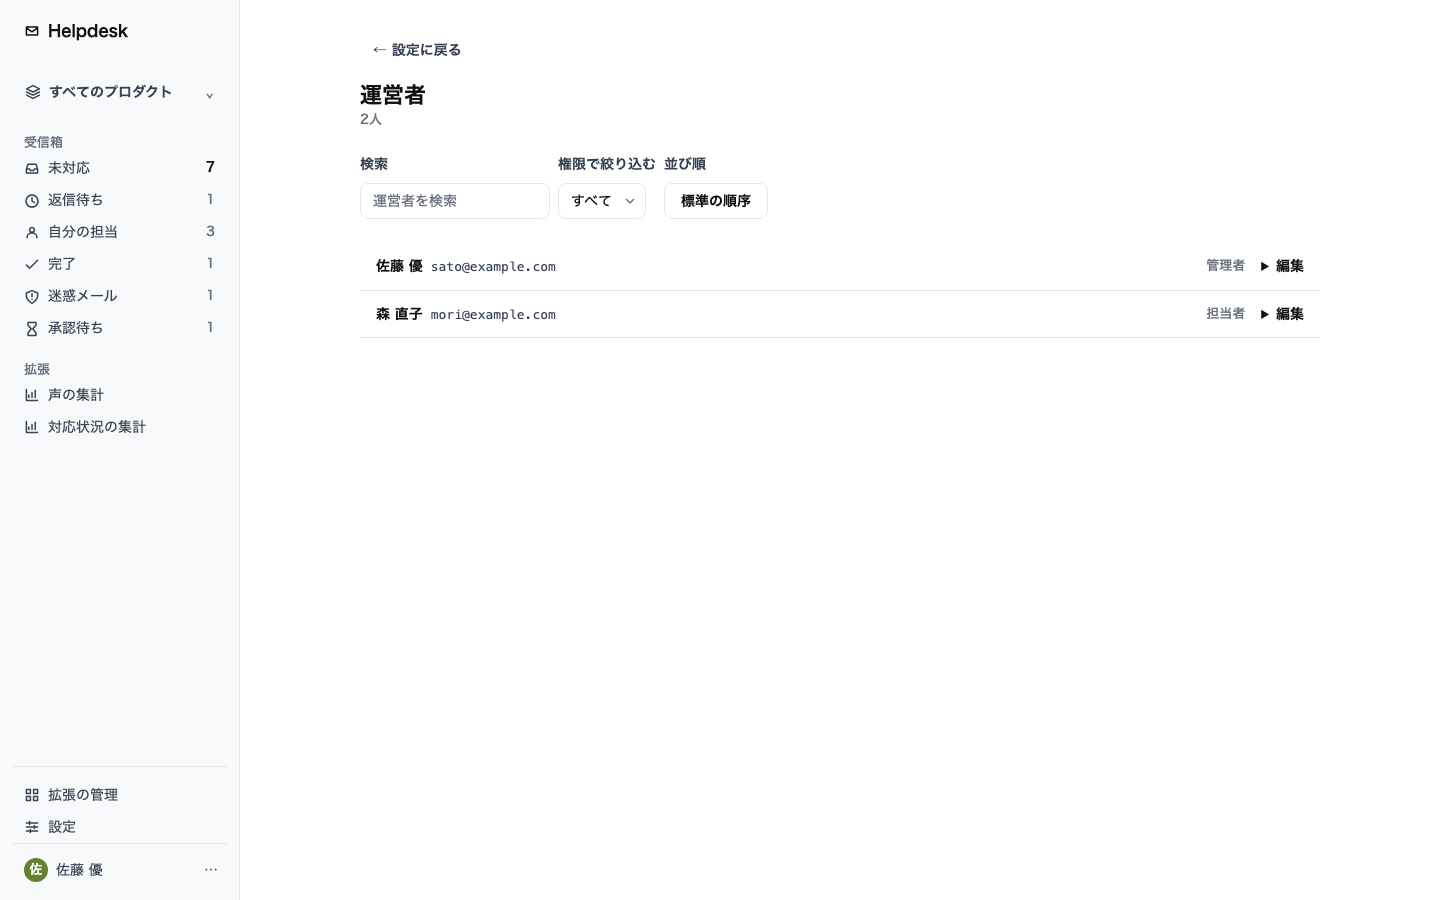 Helpdesk
すべてのプロダクト
受信箱
未対応 7
返信待ち 1
自分の担当 3
完了 1
迷惑メール 1
承認待ち 1
拡張
声の集計
対応状況の集計
拡張の管理
設定
佐 佐藤 優 …
← 設定に戻る
運営者
2人
検索 権限で絞り込む 並び順
運営者を検索 すべて 標準の順序
佐藤 優 sato@example.com 管理者 ▶ 編集
森 直子 mori@example.com 担当者 ▶ 編集